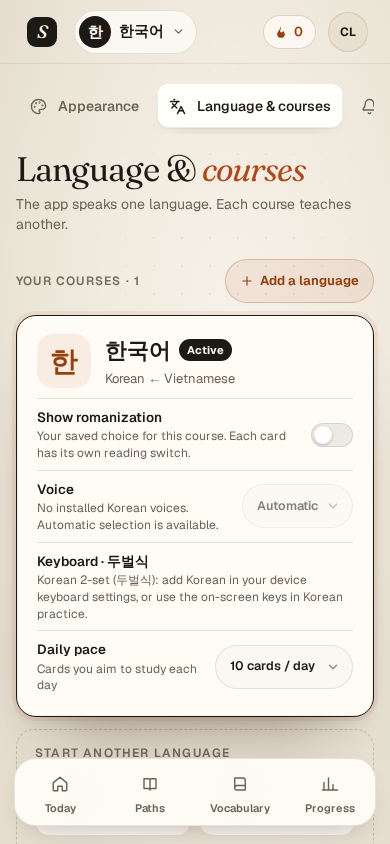 S 한 한국어 0 CL
Appearance Language & courses
Language & courses
The app speaks one language. Each course teaches
another.
YOUR COURSES · 1 + Add a language
한 한국어 Active
Korean ← Vietnamese
Show romanization
Your saved choice for this course. Each card
has its own reading switch.
Voice
No installed Korean voices.
Automatic selection is available.
Automatic
Keyboard · 두벌식
Korean 2-set (두벌식): add Korean in your device
keyboard settings, or use the on-screen keys in Korean
practice.
Daily pace
Cards you aim to study each
day
10 cards / day
START ANOTHER LANGUAGE
Today Paths Vocabulary Progress